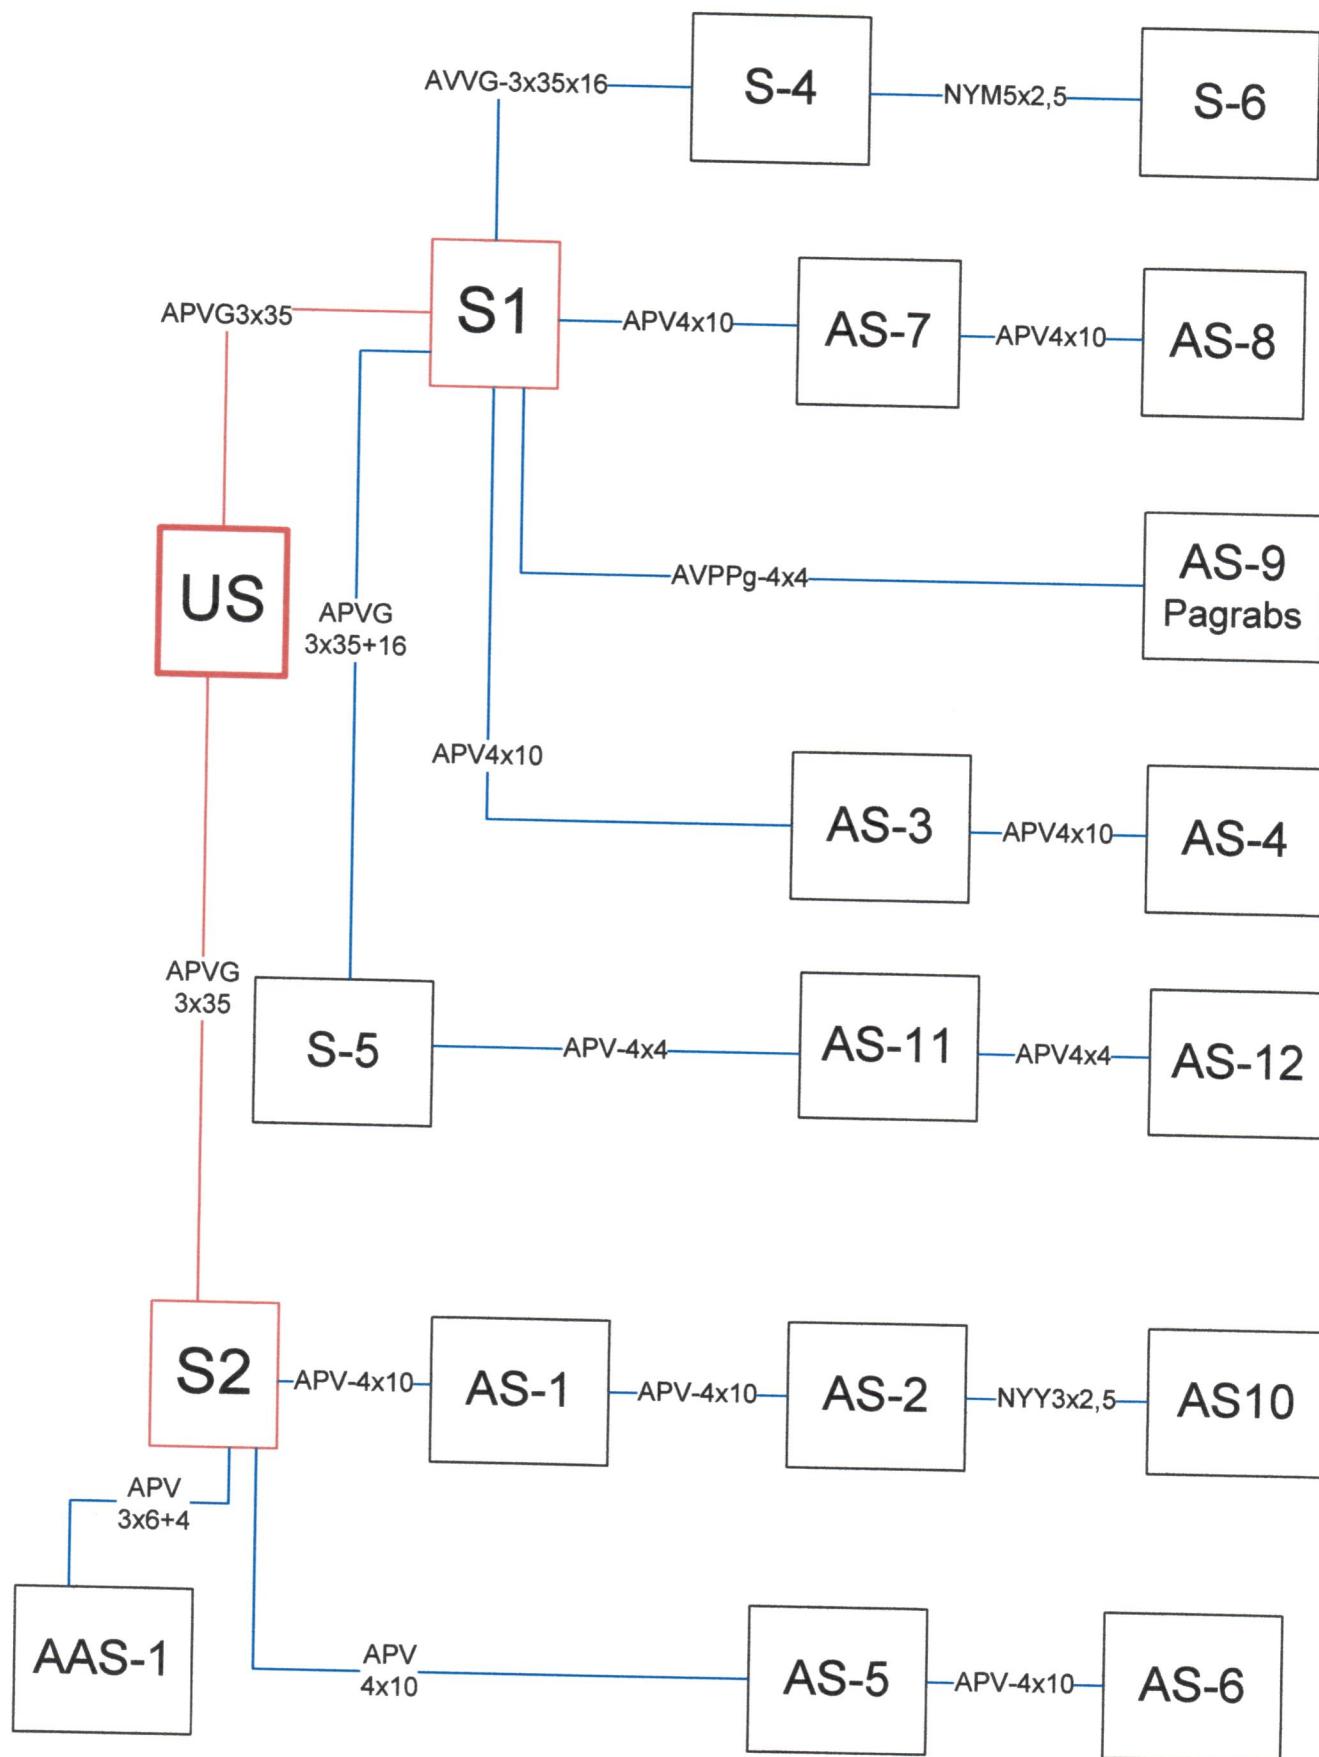 AVVG-3x35x16
S-4
NYM5x2,5
S-6
APVG3x35
S1
APV4x10
AS-7
APV4x10
AS-8
US
APVG
3x35+16
AVPPg-4x4
AS-9
Pagrabs
APV4x10
AS-3
APV4x10
AS-4
APVG
3x35
S-5
APV-4x4
AS-11
APV4x4
AS-12
S2
APV-4x10
AS-1
APV-4x10
AS-2
NYY3x2,5
AS10
APV
3x6+4
AAS-1
APV
4x10
AS-5
APV-4x10
AS-6